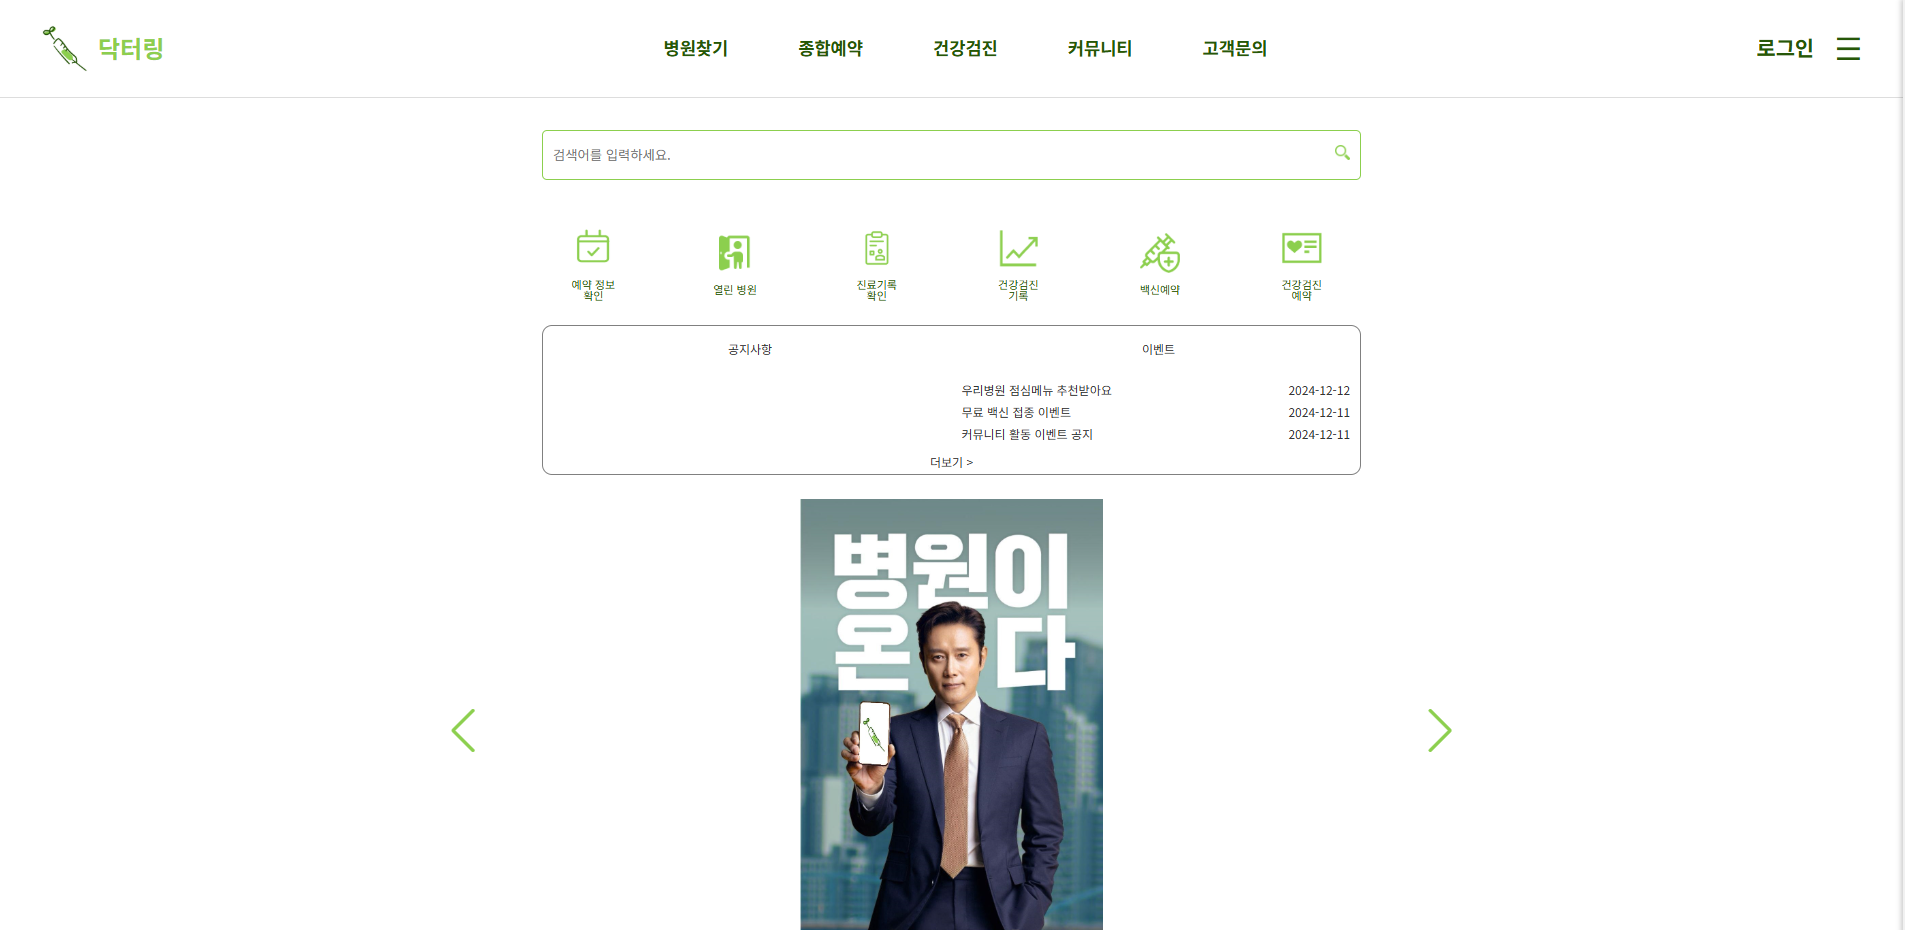 닥터링
병원찾기
종합예약
건강검진
커뮤니티
고객문의
로그인
검색어를 입력하세요.
예약 정보
확인
열린 병원
진료기록
확인
건강검진
기록
백신예약
건강검진
예약
공지사항
이벤트
우리병원 점심메뉴 추천받아요 2024-12-12
무료 백신 접종 이벤트 2024-12-11
커뮤니티 활동 이벤트 공지 2024-12-11
더보기 >
병원이
온다